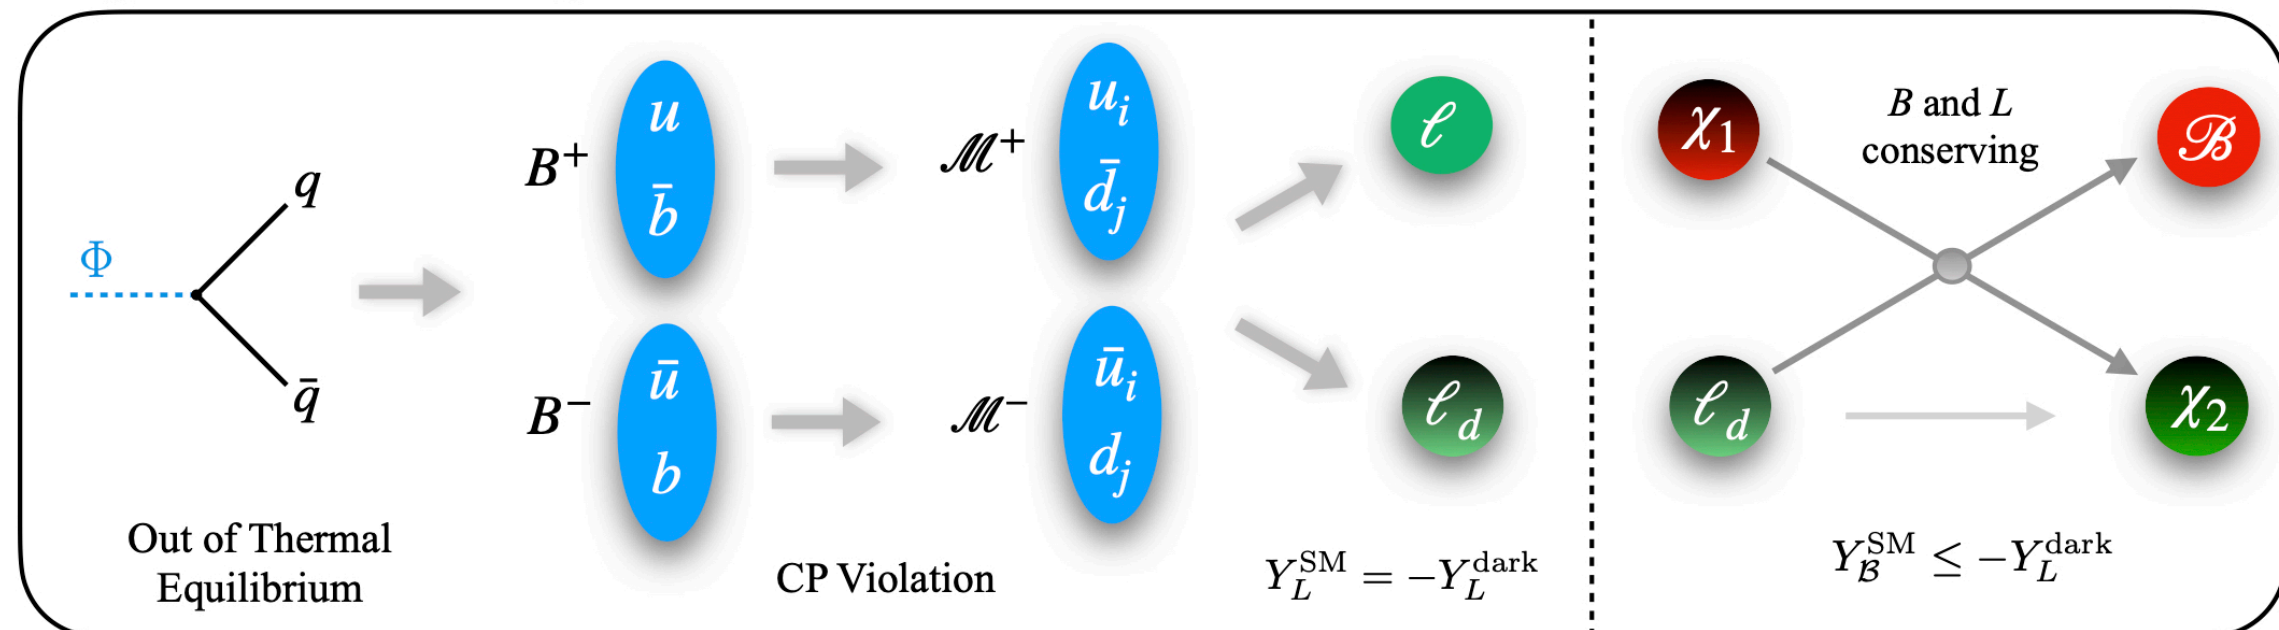 Φ
q
q̄
Out of Thermal
Equilibrium
B⁺
u
b̄
B⁻
ū
b
CP Violation
ℳ⁺
uᵢ
d̄ⱼ
ℳ⁻
ūᵢ
dⱼ
ℓ
ℓ_d
Y_L^SM = −Y_L^dark
χ₁
B and L
conserving
ℬ
ℓ_d
χ₂
Y_ℬ^SM ≤ −Y_L^dark